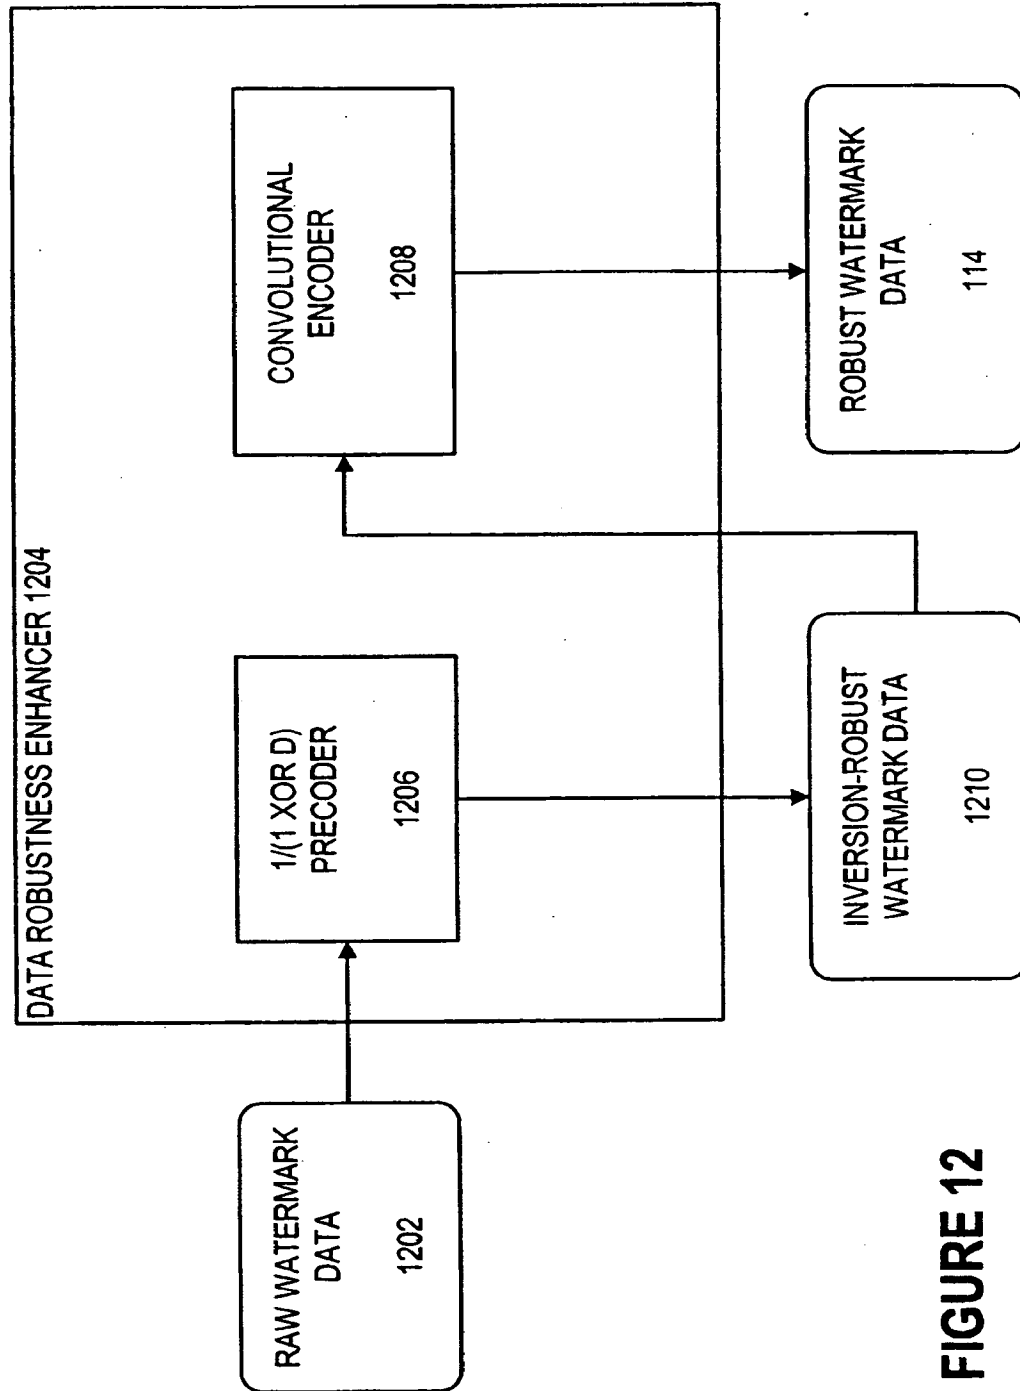 DATA ROBUSTNESS ENHANCER 1204
RAW WATERMARK
DATA
1202
1/(1 XOR D)
PRECODER
1206
CONVOLUTIONAL
ENCODER
1208
INVERSION-ROBUST
WATERMARK DATA
1210
ROBUST WATERMARK
DATA
114
FIGURE 12